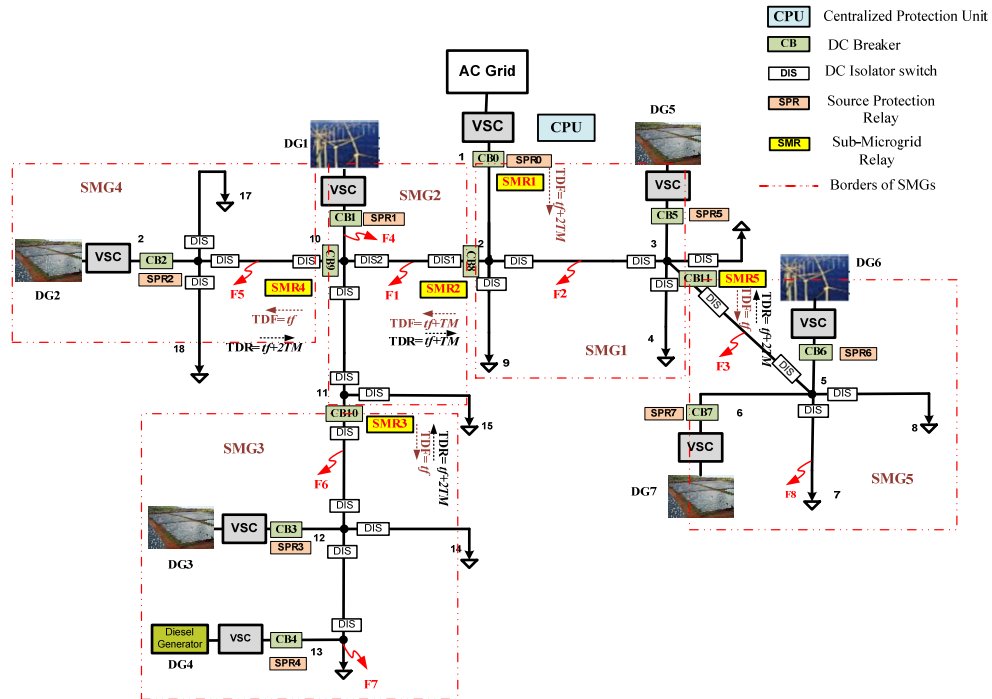 CPU Centralized Protection Unit
CB DC Breaker
DIS DC Isolator switch
SPR Source Protection
Relay
SMR Sub-Microgrid
Relay
Borders of SMGs
AC Grid
VSC
CPU
1
CB0
SPR0
SMR1
TDF=tf+2TM
DG5
VSC
CB5
SPR5
3
DG1
VSC
CB1
SPR1
F4
SMG2
SMG4
17
DIS
2
VSC
CB2
SPR2
DG2
DIS
F5
DIS
10
CB9
SMR4
DIS
18
TDF=tf
TDR=tf+2TM
DIS2
F1
DIS1
2
CB8
SMR2
TDF=tf+TM
TDR=tf+TM
DIS
DIS
9
DIS
F2
DIS
DIS
DIS
4
SMG1
CB11
SMR5
TDF=tf
TDR=tf+2TM
DIS
F3
DIS
DG6
VSC
CB6
SPR6
5
DIS
8
DIS
6
SPR7
CB7
VSC
DG7
F8
7
SMG5
DIS
DIS
11
DIS
15
CB10
SMR3
TDF=tf
TDR=tf+2TM
DIS
SMG3
F6
DG3
VSC
CB3
SPR3
12
DIS
14
DIS
DIS
Diesel
Generator
DG4
VSC
CB4
SPR4
13
F7